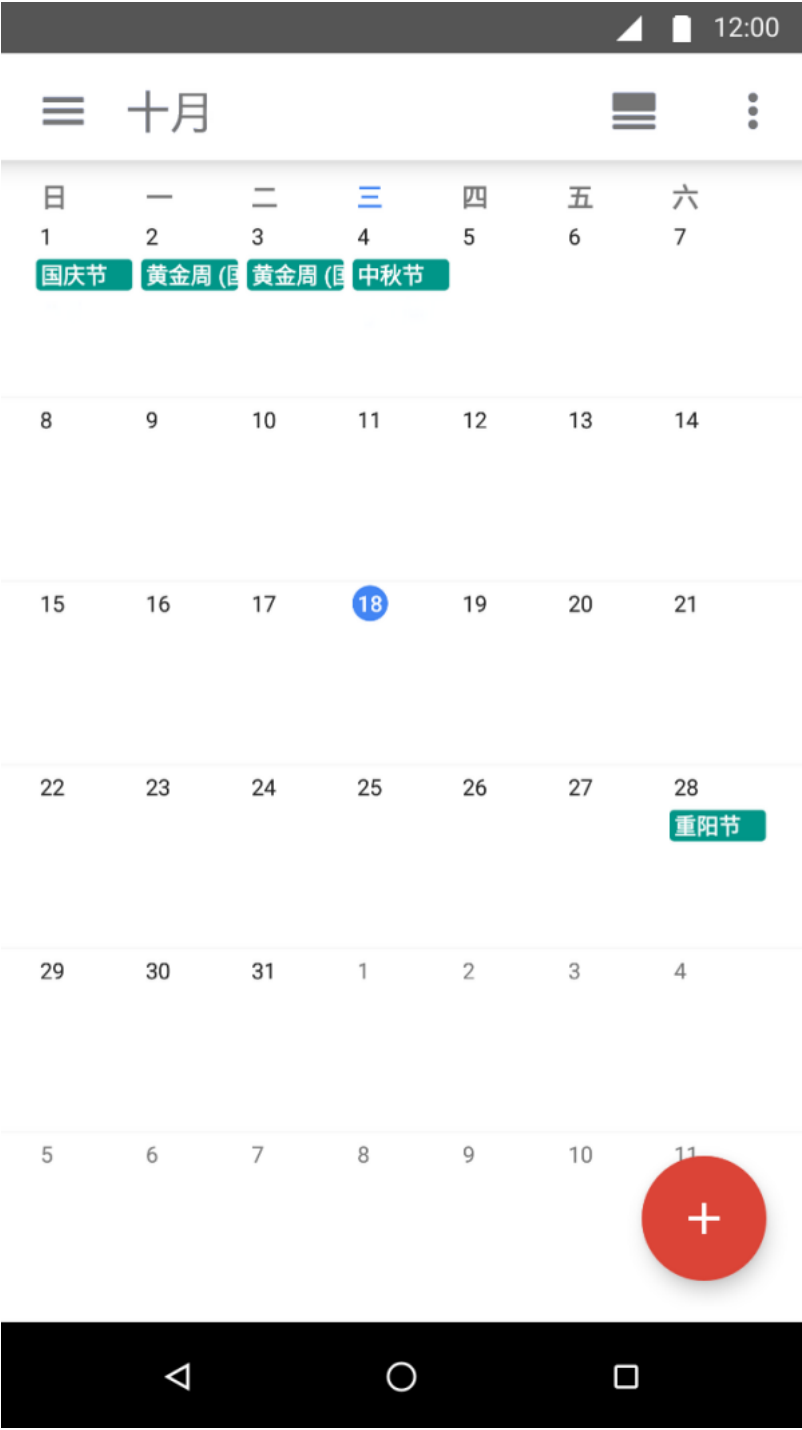 12:00
十月
日 一 二 三 四 五 六
1 2 3 4 5 6 7
国庆节 黄金周 (国 黄金周 (国 中秋节
8 9 10 11 12 13 14
15 16 17 18 19 20 21
22 23 24 25 26 27 28
重阳节
29 30 31 1 2 3 4
5 6 7 8 9 10 11